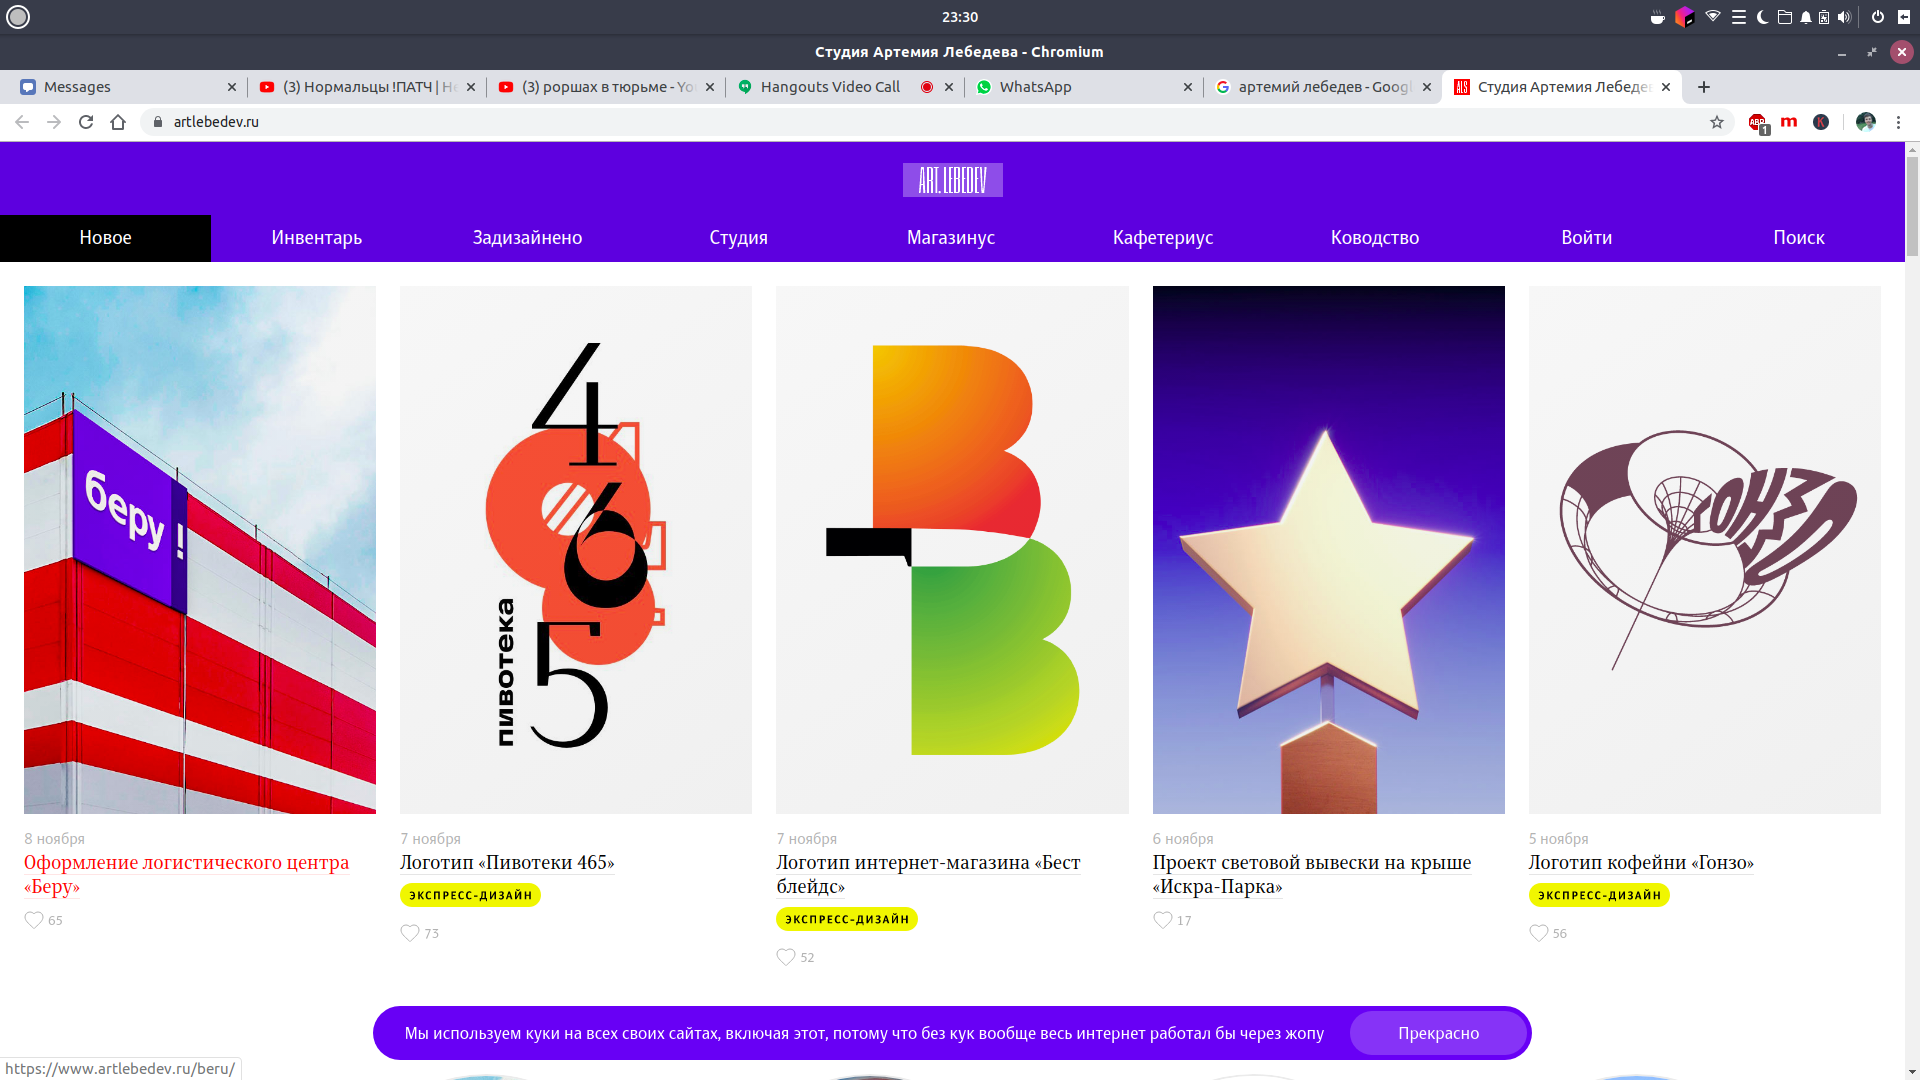 23:30
Студия Артемия Лебедева - Chromium
Messages
(3) Нормальцы !ПАТЧ | Не
(3) роршах в тюрьме - Yo
Hangouts Video Call
WhatsApp
артемий лебедев - Googl
Студия Артемия Лебеде
artlebedev.ru
ABP
1
m
K
ART. LEBEDEV
Новое
Инвентарь
Задизайнено
Студия
Магазинус
Кафетериус
Ководство
Войти
Поиск
беру !
4
6
5
пивотека
ГОНЗО
8 ноября
Оформление логистического центра
«Беру»
65
7 ноября
Логотип «Пивотеки 465»
ЭКСПРЕСС-ДИЗАЙН
73
7 ноября
Логотип интернет-магазина «Бест
блейдс»
ЭКСПРЕСС-ДИЗАЙН
52
6 ноября
Проект световой вывески на крыше
«Искра-Парка»
17
5 ноября
Логотип кофейни «Гонзо»
ЭКСПРЕСС-ДИЗАЙН
56
Мы используем куки на всех своих сайтах, включая этот, потому что без кук вообще весь интернет работал бы через жопу
Прекрасно
https://www.artlebedev.ru/beru/